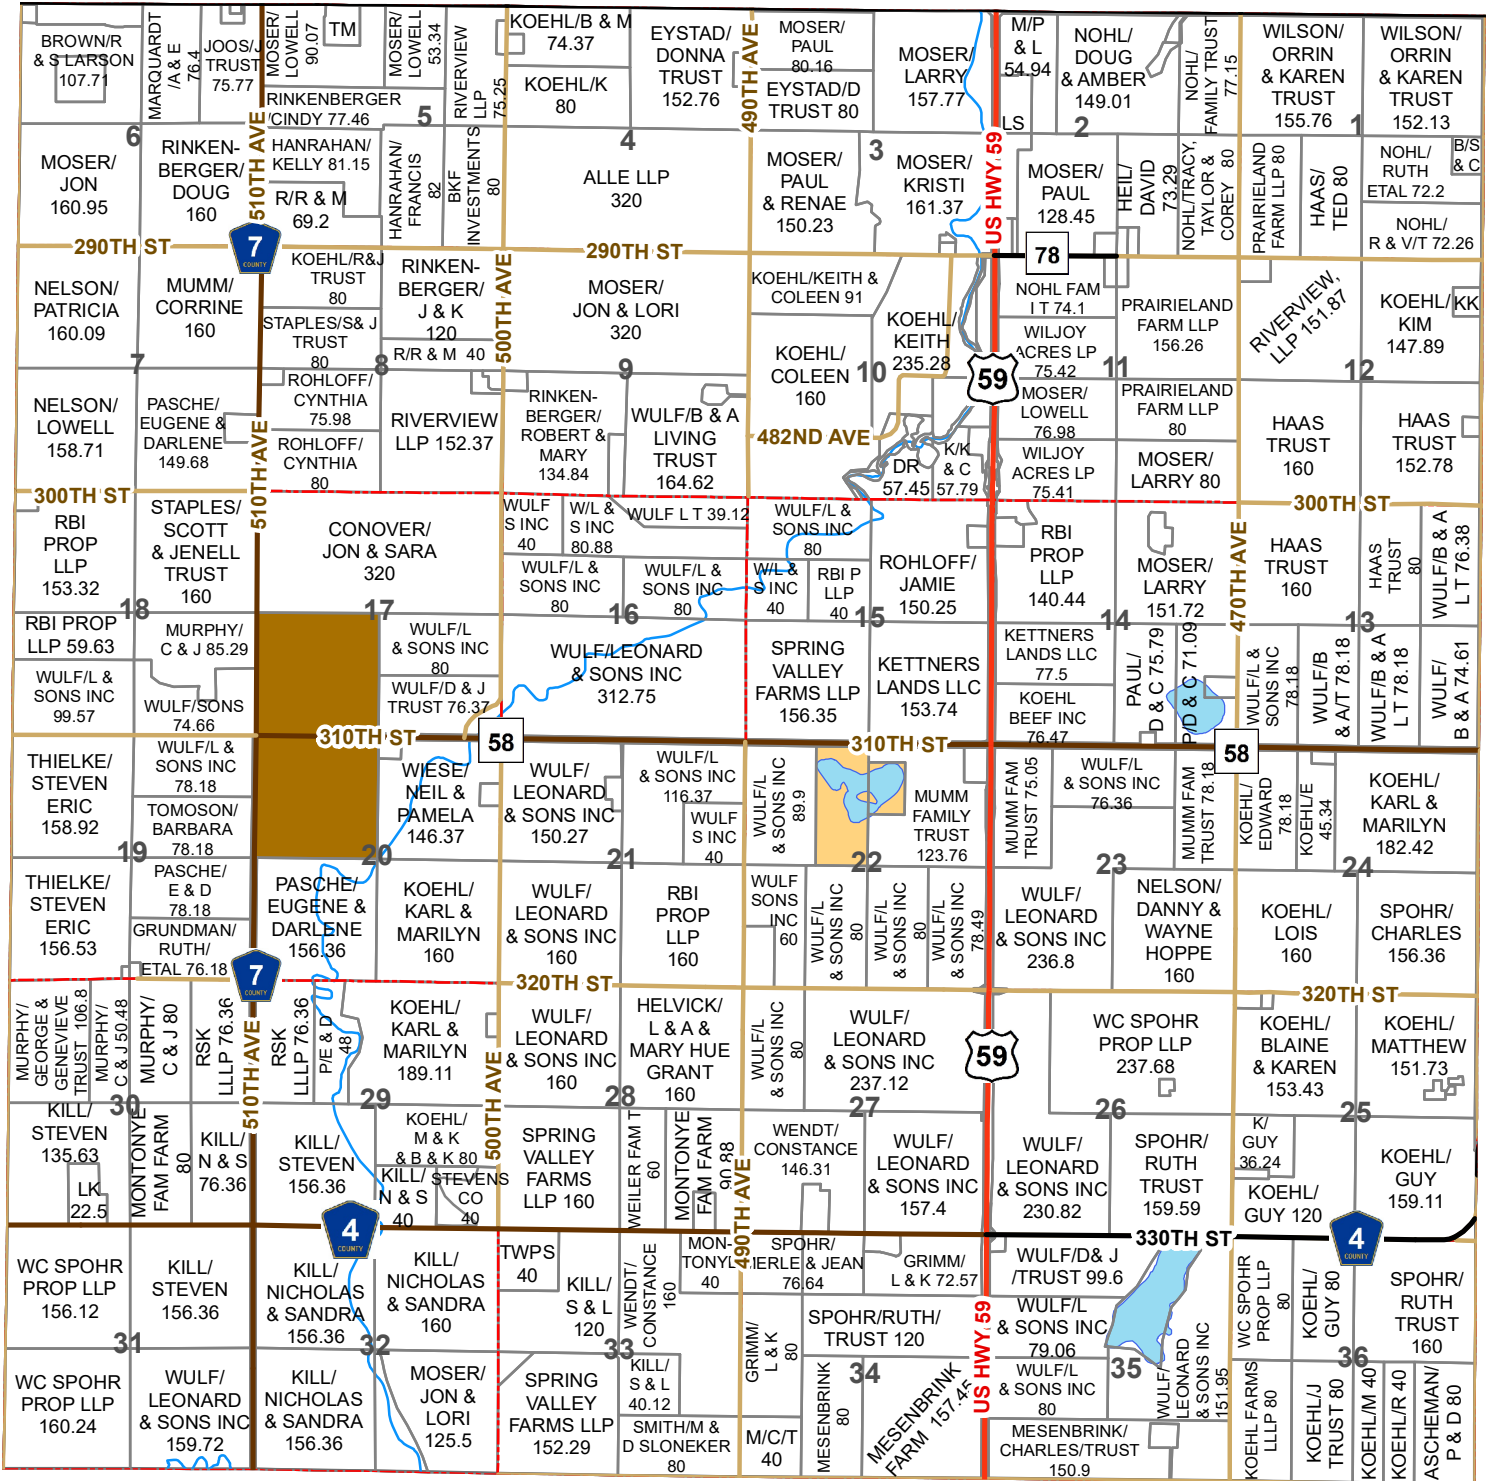 BROWN/R
& S LARSON
107.71
MARQUARDT
/A & E
76.4
JOOS/J
TRUST
75.77
MOSER/
LOWELL
90.07
TM
MOSER/
LOWELL
53.34
RIVERVIEW
LLP
75.25
KOEHL/B & M
74.37
KOEHL/K
80
EYSTAD/
DONNA
TRUST
152.76
490TH AVE
MOSER/
PAUL
80.16
EYSTAD/D
TRUST 80
MOSER/
LARRY
157.77
M/P
& L
54.94
LS
NOHL/
DOUG
& AMBER
149.01
NOHL/
FAMILY TRUST
77.15
WILSON/
ORRIN
& KAREN
TRUST
155.76
WILSON/
ORRIN
& KAREN
TRUST
152.13
RINKENBERGER
/CINDY 77.46
6
5
4
3
2
1
MOSER/
JON
160.95
RINKEN-
BERGER/
DOUG
160
510TH AVE
HANRAHAN/
KELLY 81.15
R/R & M
69.2
HANRAHAN/
FRANCIS
82
BKF
INVESTMENTS
80
ALLE LLP
320
MOSER/
PAUL
& RENAE
150.23
MOSER/
KRISTI
161.37
US HWY 59
MOSER/
PAUL
128.45
HEIL/
DAVID
73.29
NOHL/TRACY,
TAYLOR &
COREY 80
PRAIRIELAND
FARM LLP 80
HAAS/
TED 80
NOHL/
RUTH
ETAL 72.2
B/S
& C
NOHL/
R & V/T 72.26
290TH ST
7
COUNTY
290TH ST
78
NELSON/
PATRICIA
160.09
MUMM/
CORRINE
160
KOEHL/R&J
TRUST
80
STAPLES/S& J
TRUST
80
RINKEN-
BERGER/
J & K
120
R/R & M 40
500TH AVE
MOSER/
JON & LORI
320
KOEHL/KEITH &
COLEEN 91
KOEHL/
KEITH
235.28
KOEHL/
COLEEN
160
NOHL FAM
I T 74.1
WILJOY
ACRES LP
75.42
PRAIRIELAND
FARM LLP
156.26
RIVERVIEW,
LLP 151.87
KOEHL/
KIM
147.89
KK
7
8
9
10
59
11
12
NELSON/
LOWELL
158.71
PASCHE/
EUGENE &
DARLENE
149.68
510TH AVE
ROHLOFF/
CYNTHIA
75.98
ROHLOFF/
CYNTHIA
80
RIVERVIEW
LLP 152.37
RINKEN-
BERGER/
ROBERT &
MARY
134.84
WULF/B & A
LIVING
TRUST
164.62
482ND AVE
DR
57.45
K/K
& C
57.79
MOSER/
LOWELL
76.98
WILJOY
ACRES LP
75.41
PRAIRIELAND
FARM LLP
80
MOSER/
LARRY 80
HAAS
TRUST
160
HAAS
TRUST
152.78
300TH ST
300TH ST
RBI
PROP
LLP
153.32
STAPLES/
SCOTT
& JENELL
TRUST
160
CONOVER/
JON & SARA
320
WULF
S INC
40
W/L &
S INC
80.88
WULF L T 39.12
WULF/L &
SONS INC
80
WULF/L &
SONS INC
80
WULF/L &
SONS INC
80
W/L &
S INC
40
RBI P
LLP
40
ROHLOFF/
JAMIE
150.25
RBI
PROP
LLP
140.44
MOSER/
LARRY
151.72
470TH AVE
HAAS
TRUST
160
HAAS
TRUST
80
WULF/B & A
L T 76.38
18
17
16
15
14
13
RBI PROP
LLP 59.63
WULF/L &
SONS INC
99.57
MURPHY/
C & J 85.29
WULF/SONS
74.66
WULF/L
& SONS INC
80
WULF/D & J
TRUST 76.37
WULF/LEONARD
& SONS INC
312.75
SPRING
VALLEY
FARMS LLP
156.35
KETTNERS
LANDS LLC
153.74
KETTNERS
LANDS LLC
77.5
KOEHL
BEEF INC
76.47
PAUL/
D & C 75.79
P/D & C 71.09
WULF/L &
SONS INC
78.18
WULF/B
& A/T 78.18
WULF/B & A
L T 78.18
WULF/
B & A 74.61
310TH ST
58
310TH ST
58
THIELKE/
STEVEN
ERIC
158.92
WULF/L &
SONS INC
78.18
TOMOSON/
BARBARA
78.18
WIESE/
NEIL &
PAMELA
146.37
WULF/
LEONARD
& SONS INC
150.27
WULF/L
& SONS INC
116.37
WULF
S INC
40
WULF/L
& SONS INC
89.9
MUMM
FAMILY
TRUST
123.76
MUMM FAM
TRUST 75.05
WULF/L
& SONS INC
76.36
MUMM FAM
TRUST 78.18
KOEHL/
EDWARD
78.18
KOEHL/E
45.34
KOEHL/
KARL &
MARILYN
182.42
19
20
21
22
23
24
THIELKE/
STEVEN
ERIC
156.53
PASCHE/
E & D
78.18
GRUNDMAN/
RUTH/
ETAL 76.18
PASCHE/
EUGENE &
DARLENE
156.36
KOEHL/
KARL &
MARILYN
160
WULF/
LEONARD
& SONS INC
160
RBI
PROP
LLP
160
WULF
SONS
INC
60
WULF/L
& SONS INC
80
WULF/L
& SONS INC
80
WULF/L
& SONS INC
78.49
WULF/
LEONARD
& SONS INC
236.8
NELSON/
DANNY &
WAYNE
HOPPE
160
KOEHL/
LOIS
160
SPOHR/
CHARLES
156.36
7
COUNTY
320TH ST
320TH ST
MURPHY/
GEORGE &
GENEVIEVE
TRUST 106.8
MURPHY/
C & J 50.48
MURPHY/
C & J 80
RSK
LLLP 76.36
510TH AVE
RSK
LLLP 76.36
P/E & D
48
KOEHL/
KARL &
MARILYN
189.11
500TH AVE
WULF/
LEONARD
& SONS INC
160
HELVICK/
L & A &
MARY HUE
GRANT
160
WULF/L
& SONS INC
80
WULF/
LEONARD
& SONS INC
237.12
59
WC SPOHR
PROP LLP
237.68
KOEHL/
BLAINE
& KAREN
153.43
KOEHL/
MATTHEW
151.73
30
29
28
27
26
25
KILL/
STEVEN
135.63
LK
22.5
MONTONYE
FAM FARM
80
KILL/
N & S
76.36
KILL/
STEVEN
156.36
KOEHL/
M & K
& B & K 80
KILL/
N & S
40
STEVENS
CO
40
SPRING
VALLEY
FARMS
LLP 160
WEILER FAM T
60
MONTONYE
FAM FARM
90.88
490TH AVE
WENDT/
CONSTANCE
146.31
WULF/
LEONARD
& SONS INC
157.4
WULF/
LEONARD
& SONS INC
230.82
SPOHR/
RUTH
TRUST
159.59
K/
GUY
36.24
KOEHL/
GUY 120
KOEHL/
GUY
159.11
4
COUNTY
330TH ST
4
COUNTY
WC SPOHR
PROP LLP
156.12
KILL/
STEVEN
156.36
KILL/
NICHOLAS
& SANDRA
156.36
KILL/
NICHOLAS
& SANDRA
160
TWPS
40
KILL/
S & L
120
WENDT/
CONSTANCE
160
MON-
TONYE
40
SPOHR/
MERLE & JEAN
76.64
GRIMM/
L & K 72.57
SPOHR/RUTH/
TRUST 120
GRIMM/
L & K
80
US HWY 59
WULF/D& J
/TRUST 99.6
WULF/L
& SONS INC
79.06
WC SPOHR
PROP LLP
80
KOEHL/
GUY 80
SPOHR/
RUTH
TRUST
160
31
32
33
34
35
36
WC SPOHR
PROP LLP
160.24
WULF/
LEONARD
& SONS INC
159.72
KILL/
NICHOLAS
& SANDRA
156.36
MOSER/
JON &
LORI
125.5
SPRING
VALLEY
FARMS LLP
152.29
KILL/
S & L
40.12
SMITH/M &
D SLONEKER
80
M/C/T
40
MESENBRINK
80
MESENBRINK
FARM 157.45
WULF/L
& SONS INC
80
MESENBRINK/
CHARLES/TRUST
150.9
WULF/
LEONARD
& SONS INC
151.95
KOEHL FARMS
LLLP 80
KOEHL/J
TRUST 80
KOEHL/M 40
KOEHL/R 40
ASCHEMAN/
P & D 80